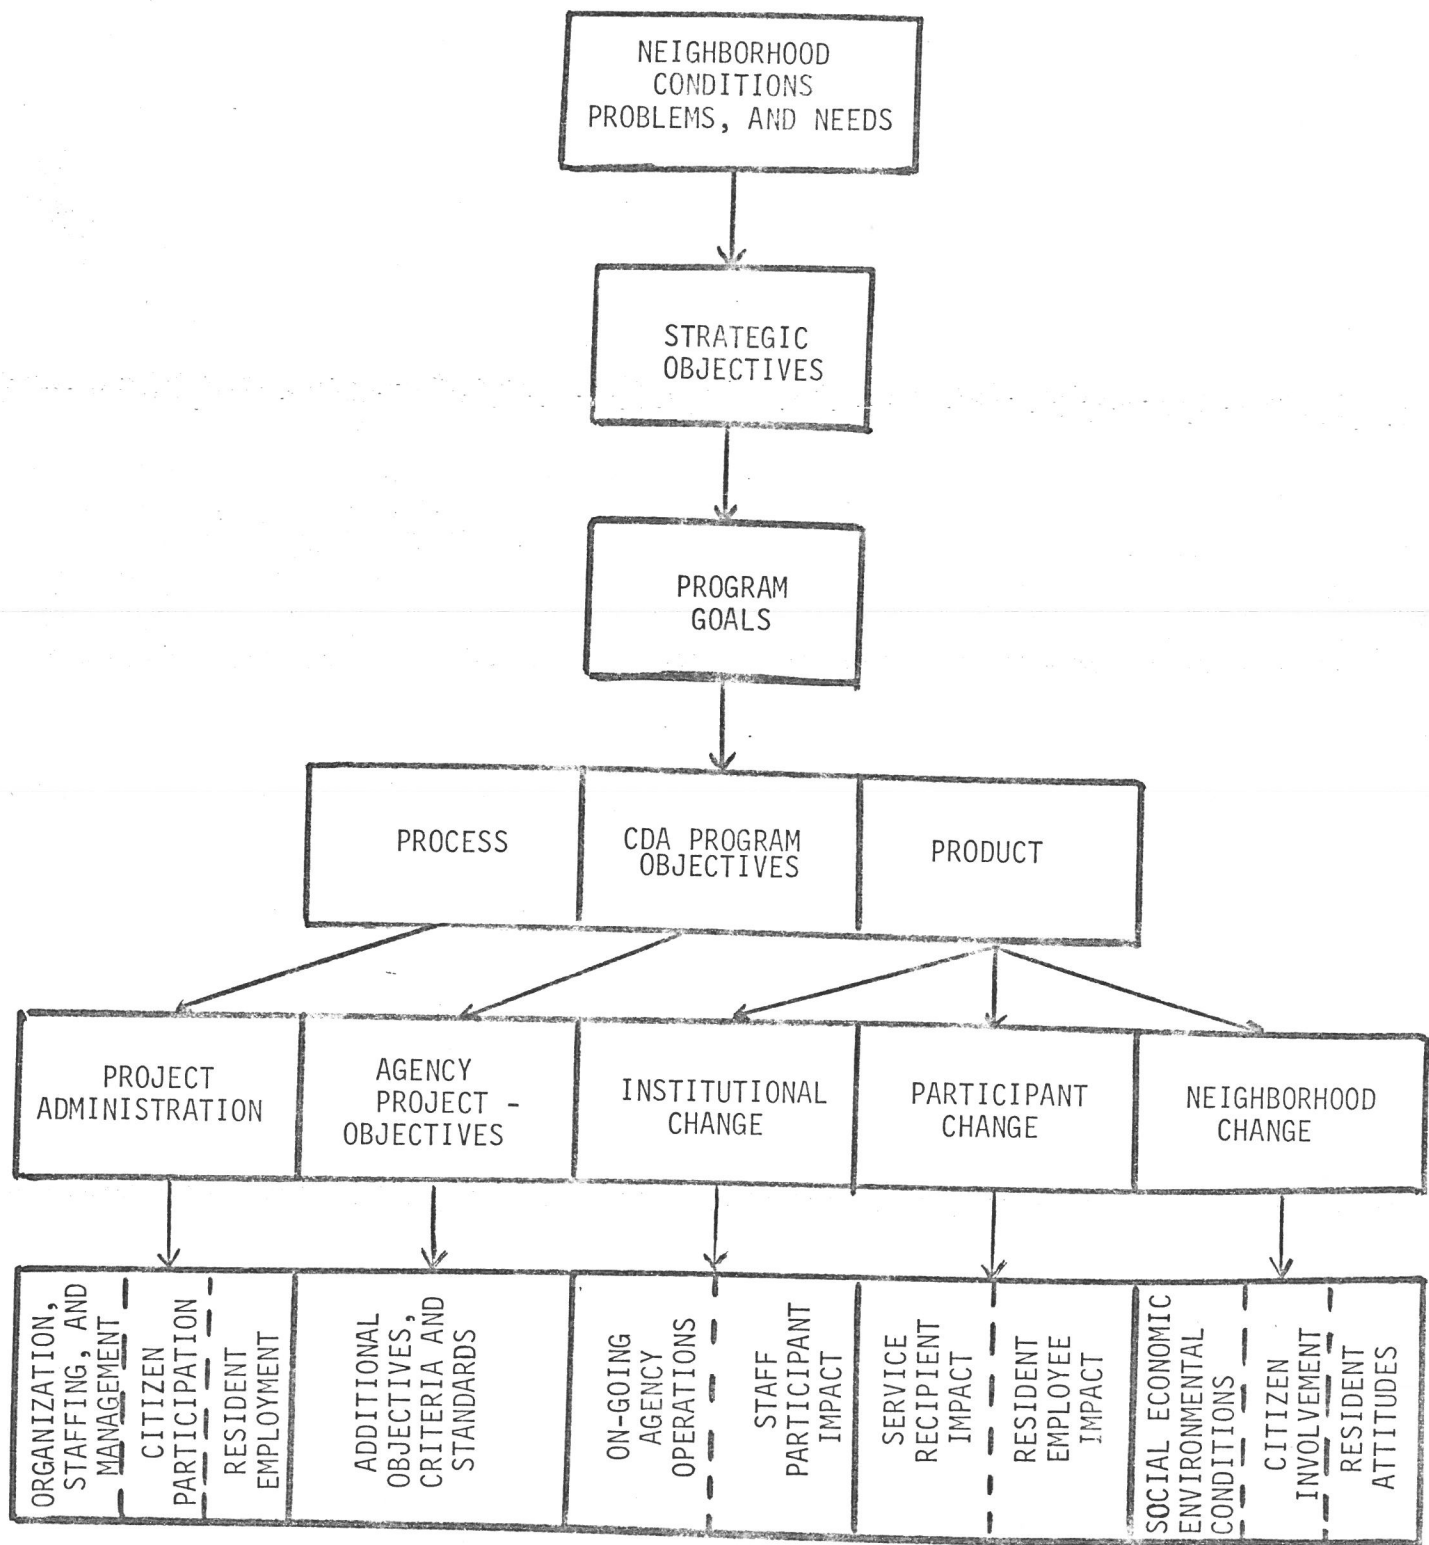 NEIGHBORHOOD
CONDITIONS
PROBLEMS, AND NEEDS
STRATEGIC
OBJECTIVES
PROGRAM
GOALS
PROCESS
CDA PROGRAM
OBJECTIVES
PRODUCT
PROJECT
ADMINISTRATION
AGENCY
PROJECT -
OBJECTIVES
INSTITUTIONAL
CHANGE
PARTICIPANT
CHANGE
NEIGHBORHOOD
CHANGE
ORGANIZATION,
STAFFING, AND
MANAGEMENT
CITIZEN
PARTICIPATION
RESIDENT
EMPLOYMENT
ADDITIONAL
OBJECTIVES,
CRITERIA AND
STANDARDS
ON-GOING
AGENCY
OPERATIONS
STAFF
PARTICIPANT
IMPACT
SERVICE
RECIPIENT
IMPACT
RESIDENT
EMPLOYEE
IMPACT
SOCIAL ECONOMIC
ENVIRONMENTAL
CONDITIONS
CITIZEN
INVOLVEMENT
RESIDENT
ATTITUDES